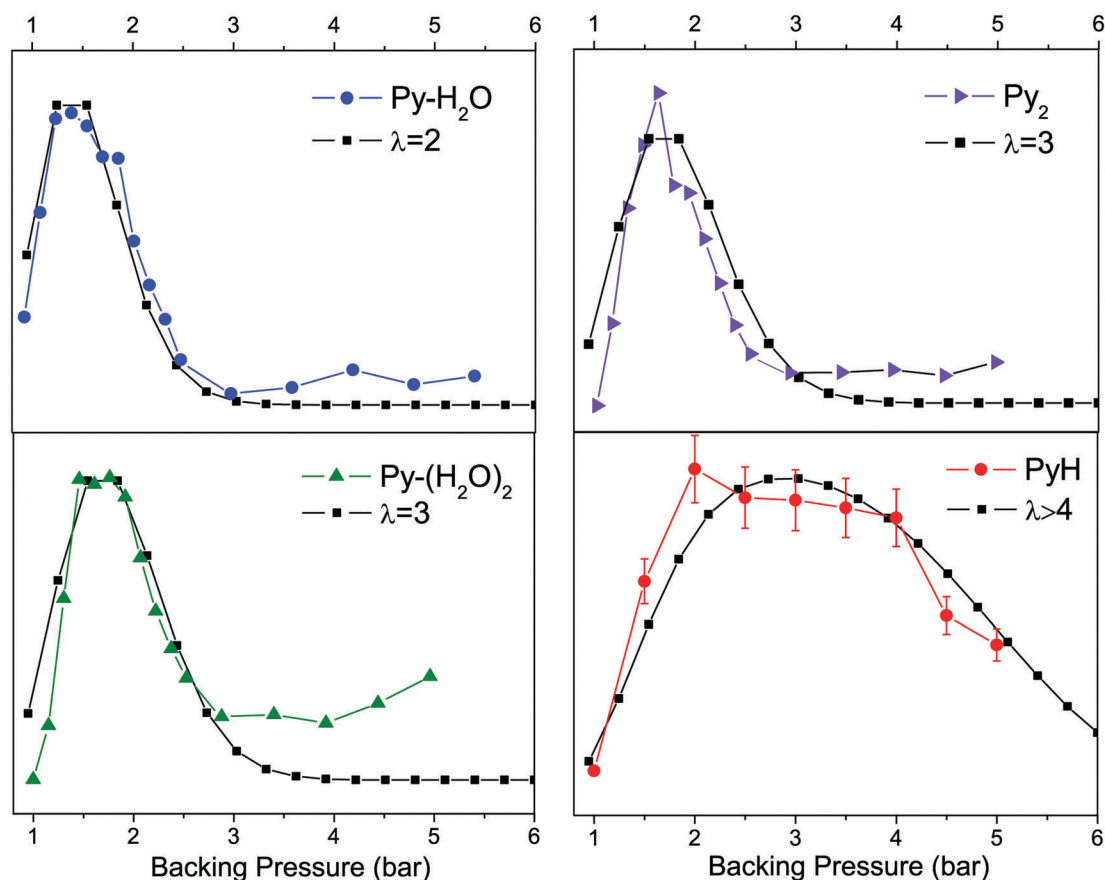 1 2 3 4 5 6
1 2 3 4 5 6
Py-H₂O
λ=2
Py₂
λ=3
Py-(H₂O)₂
λ=3
PyH
λ>4
1 2 3 4 5 6
1 2 3 4 5 6
Backing Pressure (bar)
Backing Pressure (bar)